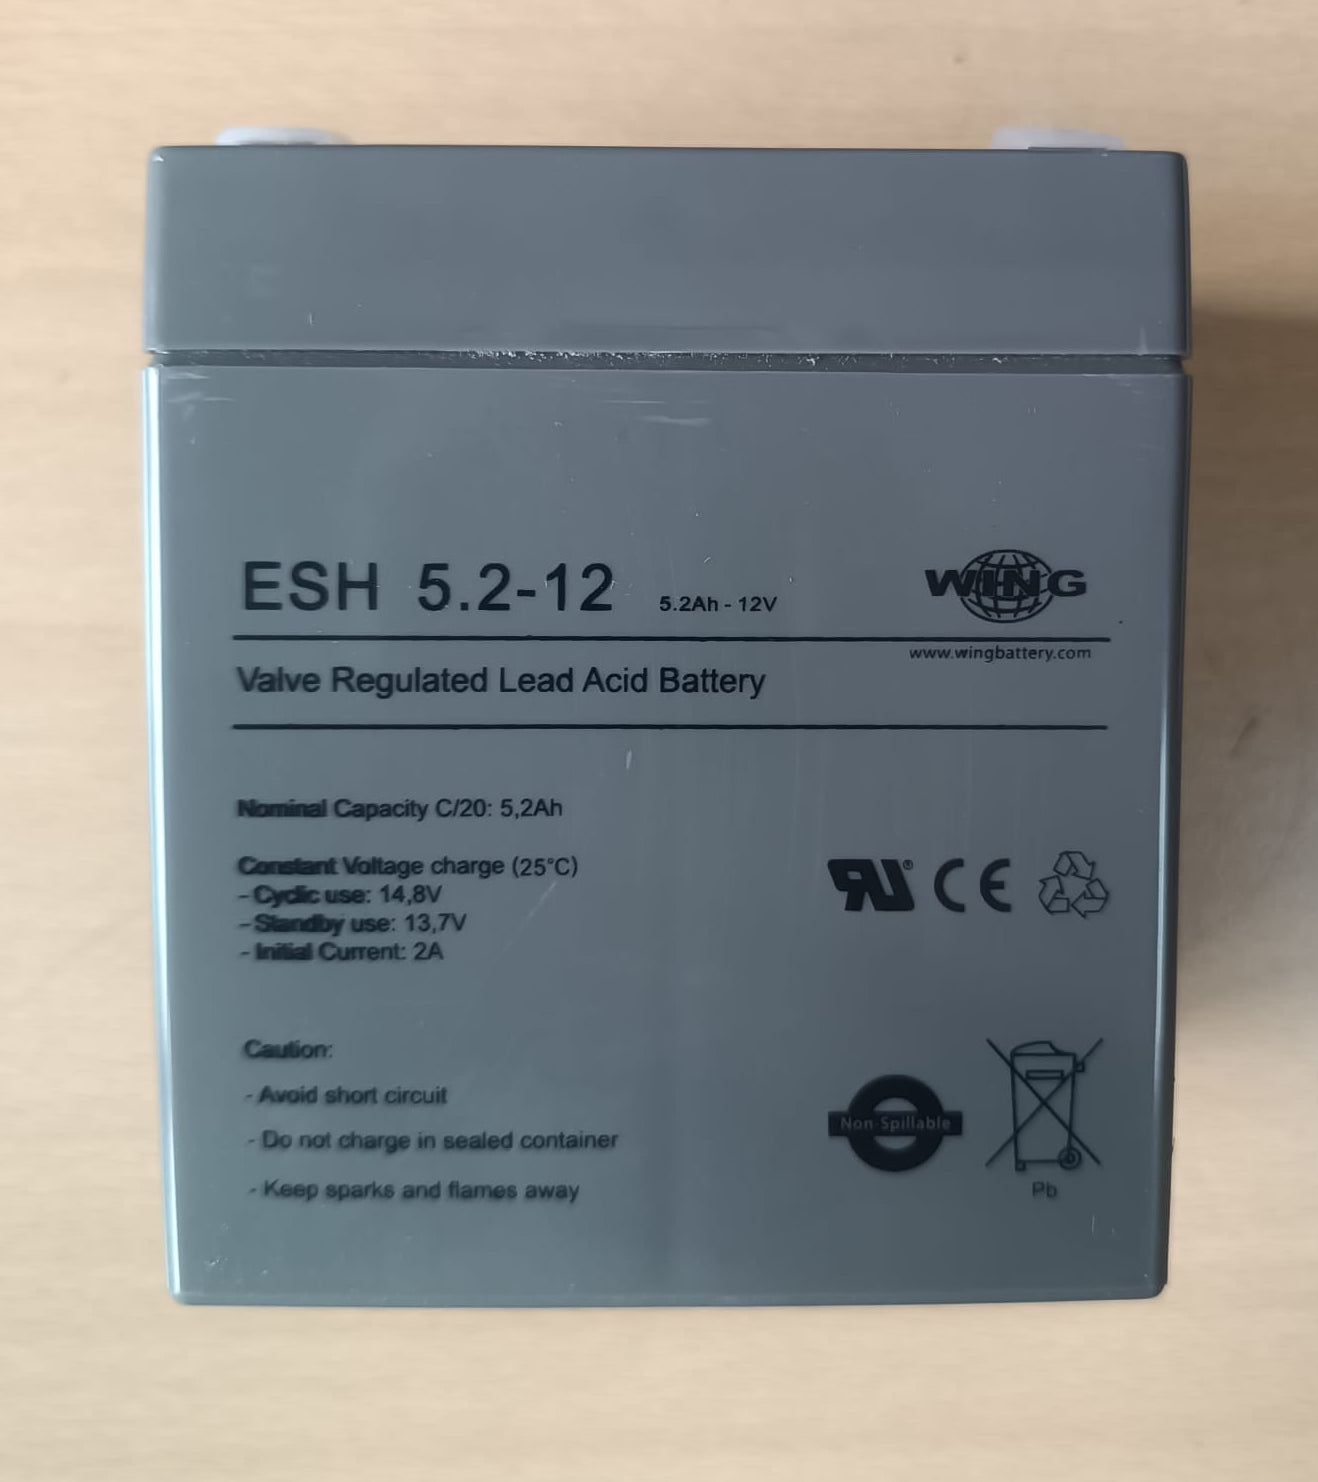 ESH 5.2-12 5.2Ah - 12V WING
www.wingbattery.com
Valve Regulated Lead Acid Battery
Nominal Capacity C/20: 5,2Ah
Constant Voltage charge (25°C)
- Cyclic use: 14,8V
- Standby use: 13,7V
- Initial Current: 2A
RU® CE
Caution:
- Avoid short circuit
- Do not charge in sealed container
- Keep sparks and flames away
Non-Spillable
Pb